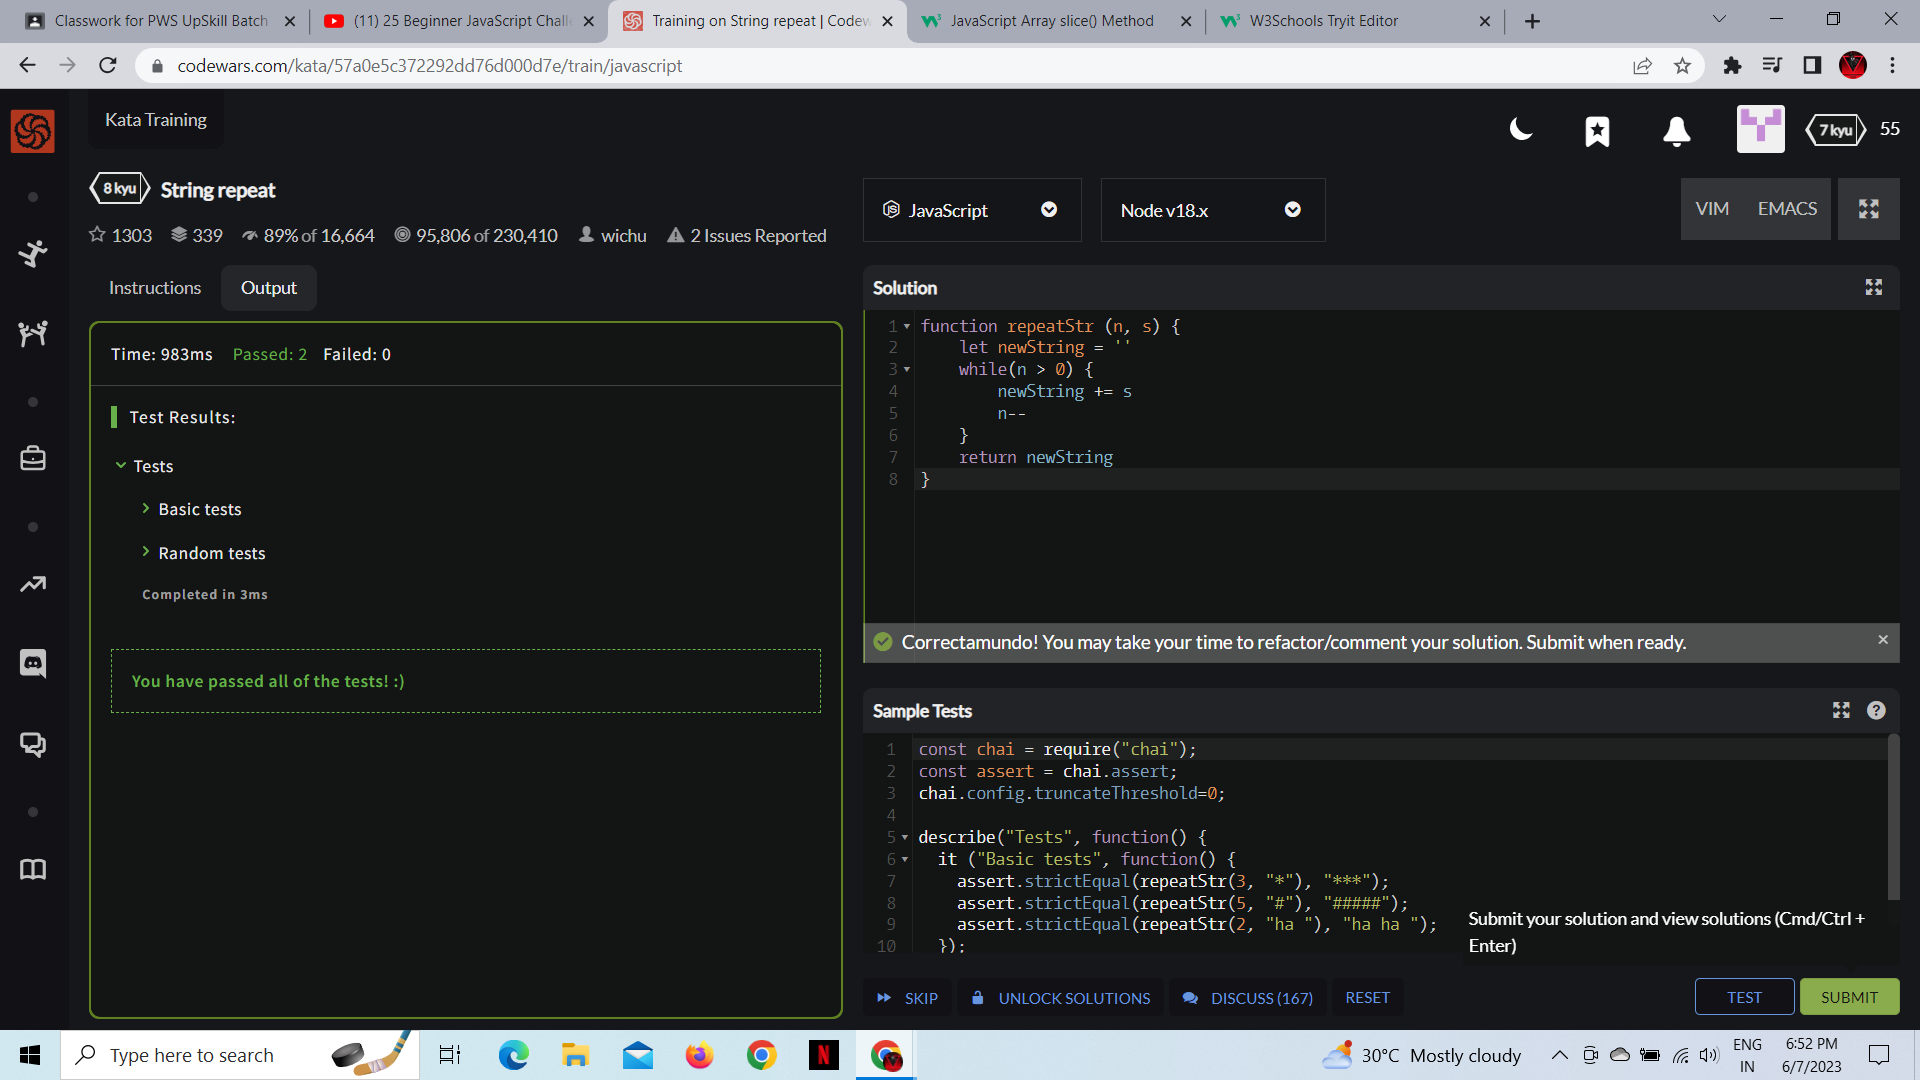 Classwork for PWS UpSkill Batch
(11) 25 Beginner JavaScript Chall
Training on String repeat | Codew
JavaScript Array slice() Method
W3Schools Tryit Editor
codewars.com/kata/57a0e5c372292dd76d000d7e/train/javascript
Kata Training
7 kyu
55
8 kyu
String repeat
1303
339
89% of 16,664
95,806 of 230,410
wichu
2 Issues Reported
JavaScript
Node v18.x
VIM
EMACS
Instructions
Output
Time: 983ms Passed: 2 Failed: 0
Test Results:
Tests
Basic tests
Random tests
Completed in 3ms
You have passed all of the tests! :)
Solution
1 function repeatStr (n, s) {
2 let newString = ''
3 while(n > 0) {
4 newString += s
5 n--
6 }
7 return newString
8 }
Correctamundo! You may take your time to refactor/comment your solution. Submit when ready.
Sample Tests
1 const chai = require("chai");
2 const assert = chai.assert;
3 chai.config.truncateThreshold=0;
4
5 describe("Tests", function() {
6 it ("Basic tests", function() {
7 assert.strictEqual(repeatStr(3, "*"), "***");
8 assert.strictEqual(repeatStr(5, "#"), "#####");
9 assert.strictEqual(repeatStr(2, "ha "), "ha ha ");
10 });
Submit your solution and view solutions (Cmd/Ctrl +
Enter)
SKIP
UNLOCK SOLUTIONS
DISCUSS (167)
RESET
TEST
SUBMIT
Type here to search
N
30°C Mostly cloudy
ENG
IN
6:52 PM
6/7/2023